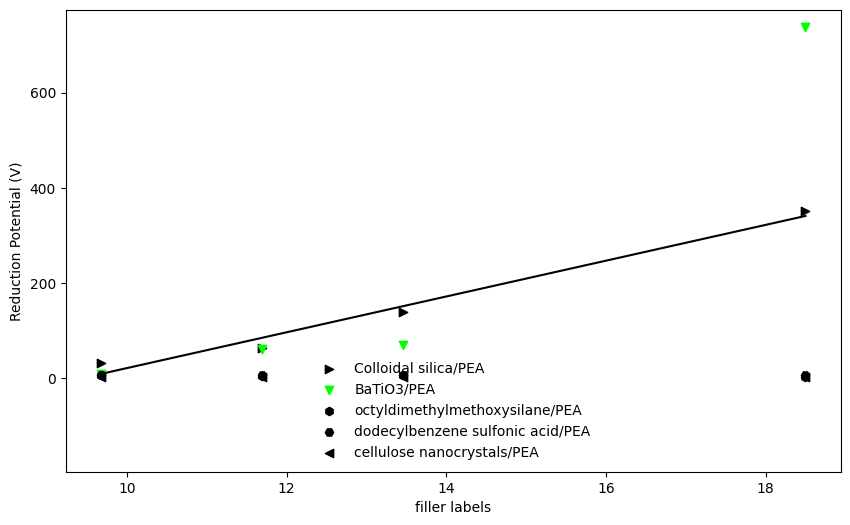 600
400
200
0
Reduction Potential (V)
Colloidal silica/PEA
BaTiO3/PEA
octyldimethylmethoxysilane/PEA
dodecylbenzene sulfonic acid/PEA
cellulose nanocrystals/PEA
10 12 14 16 18
filler labels